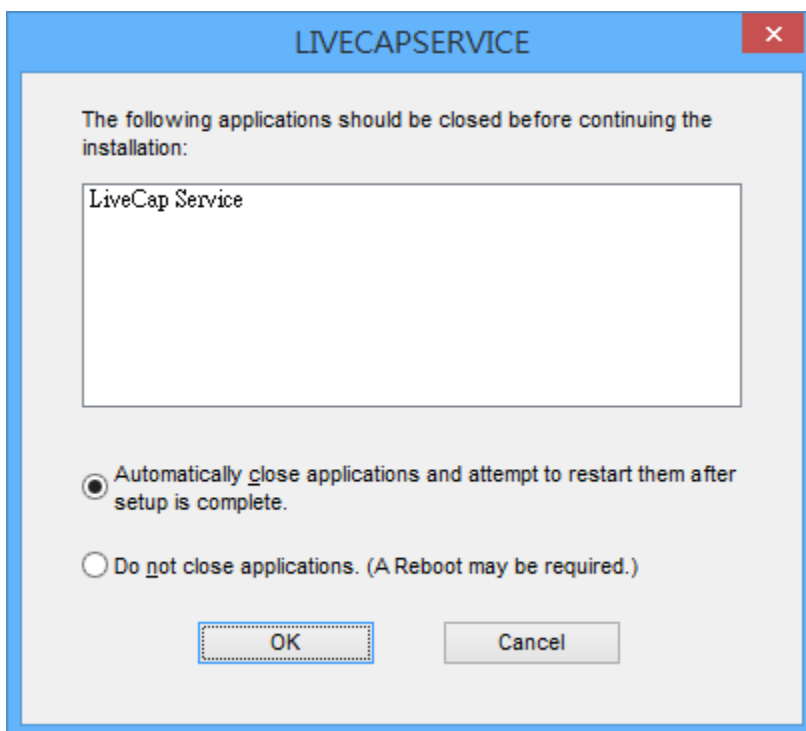 LIVECAPSERVICE
The following applications should be closed before continuing the
installation:
LiveCap Service
Automatically close applications and attempt to restart them after
setup is complete.
Do not close applications. (A Reboot may be required.)
OK
Cancel